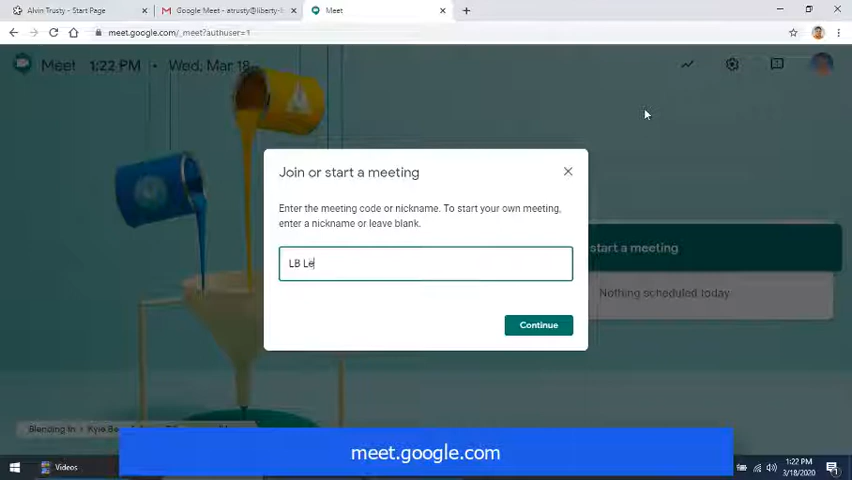 Alvin Trusty - Start Page
Google Meet - atrusty@liberty-
Meet
meet.google.com/_meet?authuser=1
Meet 1:22 PM • Wed, Mar 18
Join or start a meeting
Enter the meeting code or nickname. To start your own meeting,
enter a nickname or leave blank.
LB Le
start a meeting
Nothing scheduled today
Continue
Blending In
meet.google.com
Videos
1:22 PM
3/18/2020